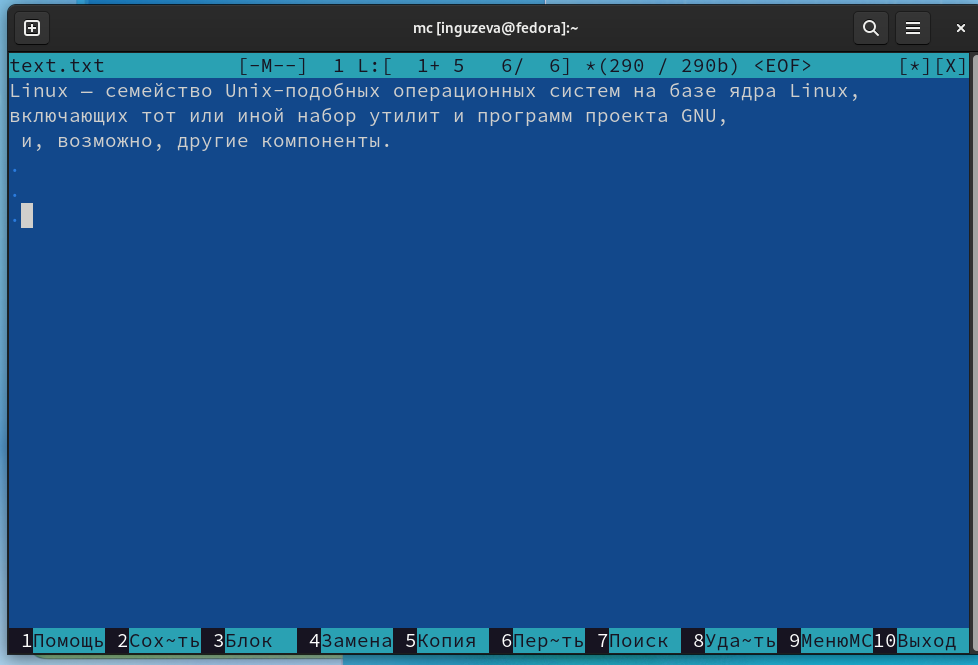 mc [inguzeva@fedora]:~
text.txt [-M--] 1 L:[ 1+ 5 6/ 6] *(290 / 290b) <EOF> [*][X]
Linux — семейство Unix-подобных операционных систем на базе ядра Linux,
включающих тот или иной набор утилит и программ проекта GNU,
и, возможно, другие компоненты.
.
.
.
1Помощь 2Сох~ть 3Блок 4Замена 5Копия 6Пер~ть 7Поиск 8Уда~ть 9МенюMC10Выход